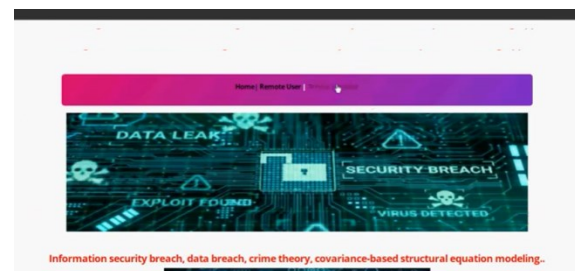 Home| Remote User |
DATA LEAK
SECURITY BREACH
EXPLOIT FOUND
VIRUS DETECTED
Information security breach, data breach, crime theory, covariance-based structural equation modeling..